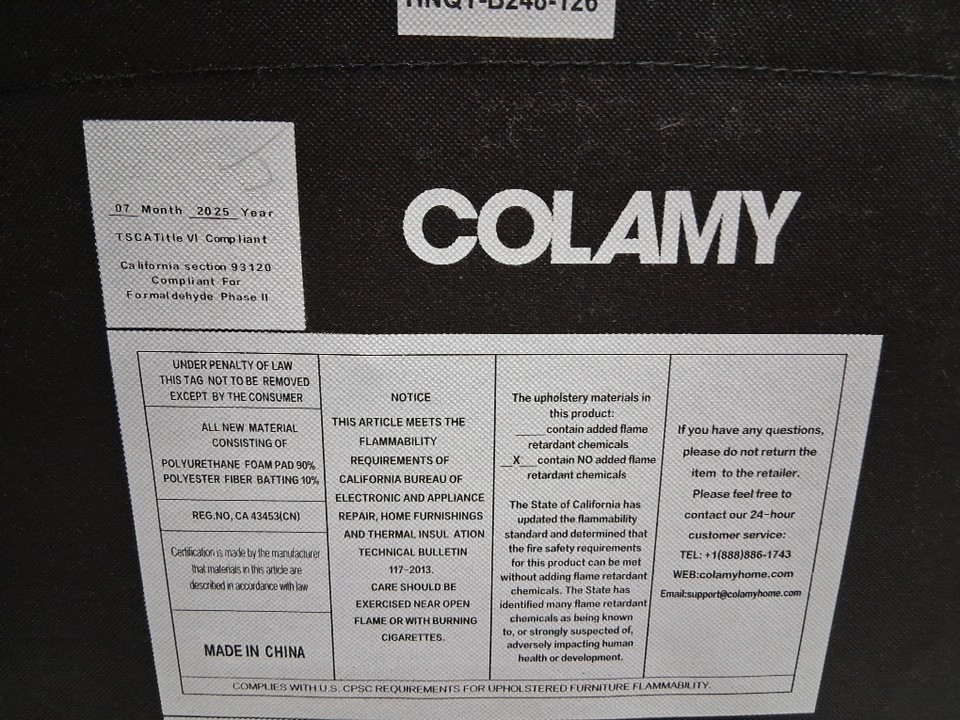 HNQY-B248-126
COLAMY
07 Month 2025 Year
TSCATitle VI Compliant
California section 93120
Compliant For
Formaldehyde Phase II
UNDER PENALTY OF LAW
THIS TAG NOT TO BE REMOVED
EXCEPT BY THE CONSUMER
ALL NEW MATERIAL
CONSISTING OF
POLYURETHANE FOAM PAD 90%
POLYESTER FIBER BATTING 10%
REG.NO, CA 43453(CN)
Certification is made by the manufacturer
that materials in this article are
described in accordance with law
MADE IN CHINA
NOTICE
THIS ARTICLE MEETS THE
FLAMMABILITY
REQUIREMENTS OF
CALIFORNIA BUREAU OF
ELECTRONIC AND APPLIANCE
REPAIR, HOME FURNISHINGS
AND THERMAL INSUL ATION
TECHNICAL BULLETIN
117-2013.
CARE SHOULD BE
EXERCISED NEAR OPEN
FLAME OR WITH BURNING
CIGARETTES.
The upholstery materials in
this product:
____contain added flame
retardant chemicals
__X__contain NO added flame
retardant chemicals
The State of California has
updated the flammability
standard and determined that
the fire safety requirements
for this product can be met
without adding flame retardant
chemicals. The State has
identified many flame retardant
chemicals as being known
to, or strongly suspected of,
adversely impacting human
health or development.
If you have any questions,
please do not return the
item to the retailer.
Please feel free to
contact our 24-hour
customer service:
TEL: +1(888)886-1743
WEB:colamyhome.com
Email:support@colamyhome.com
COMPLIES WITH U.S. CPSC REQUIREMENTS FOR UPHOLSTERED FURNITURE FLAMMABILITY.